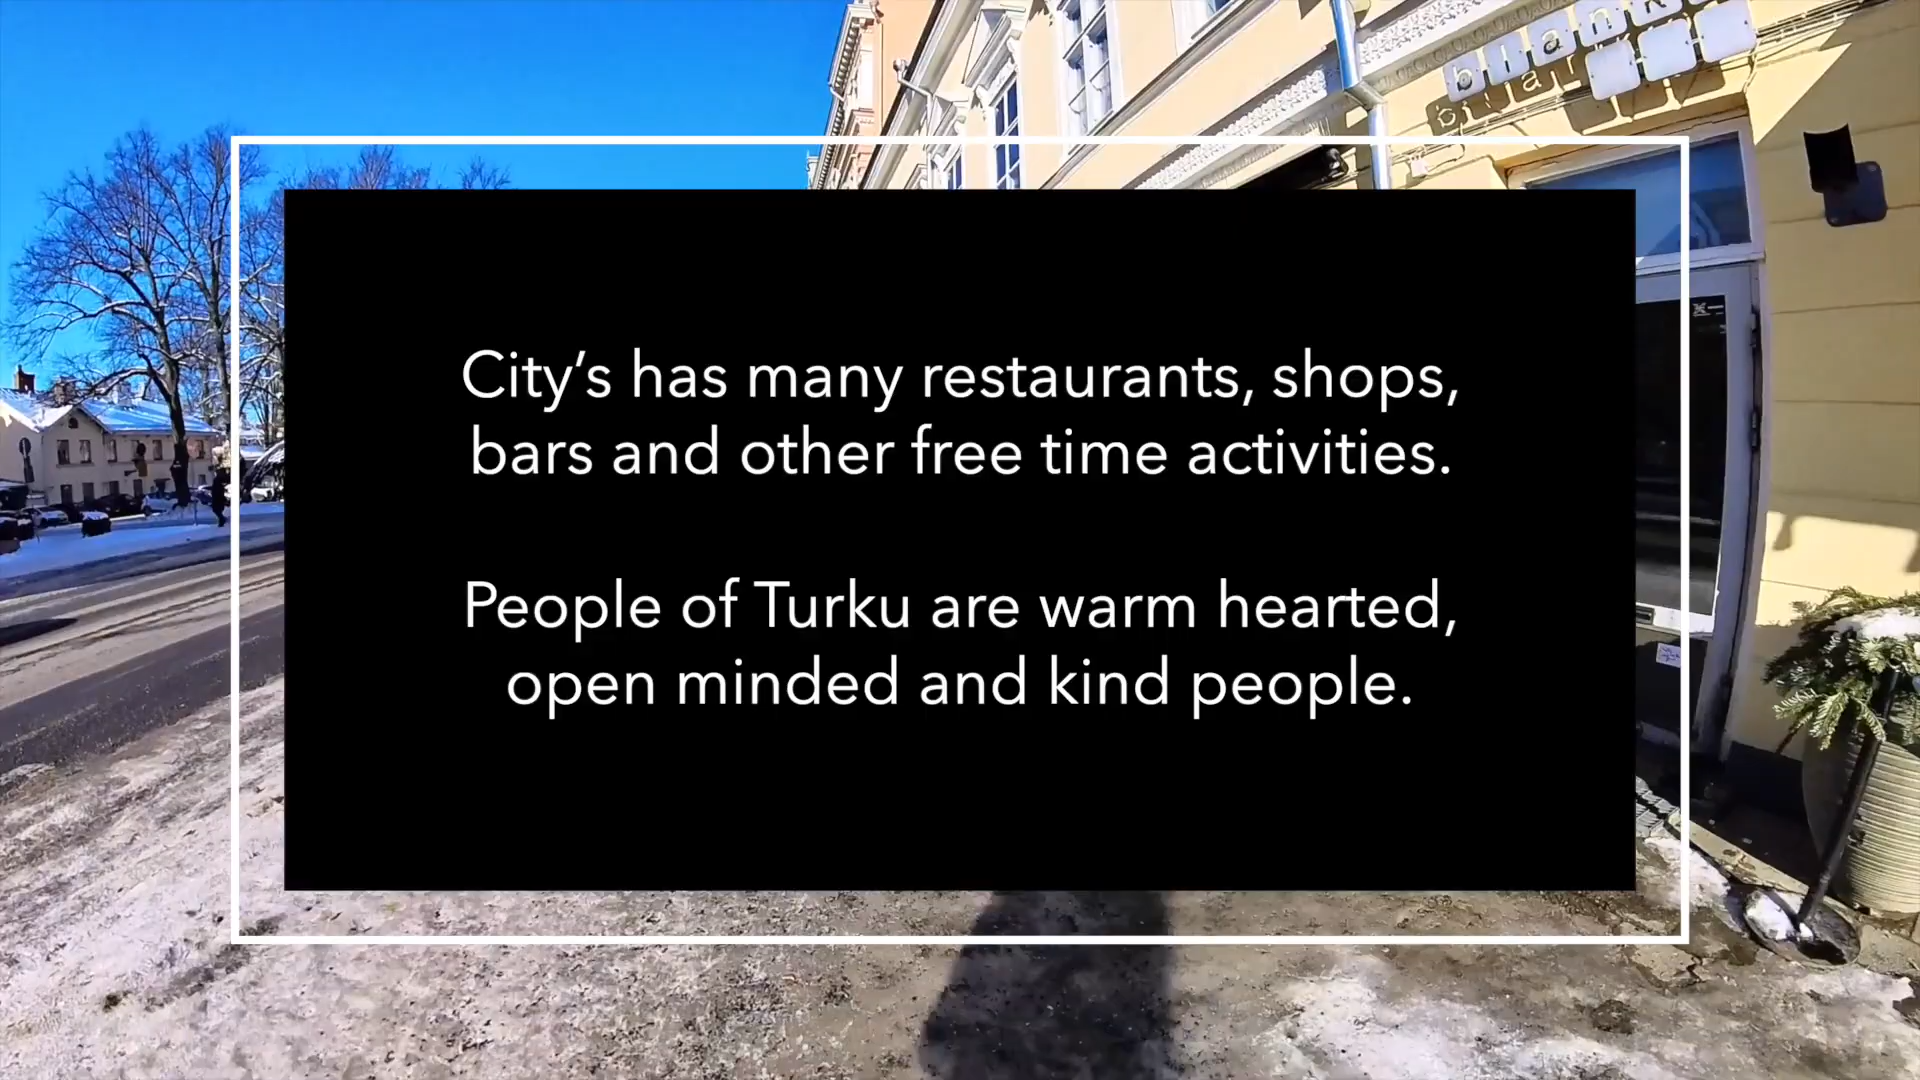 City's has many restaurants, shops,
bars and other free time activities.
People of Turku are warm hearted,
open minded and kind people.